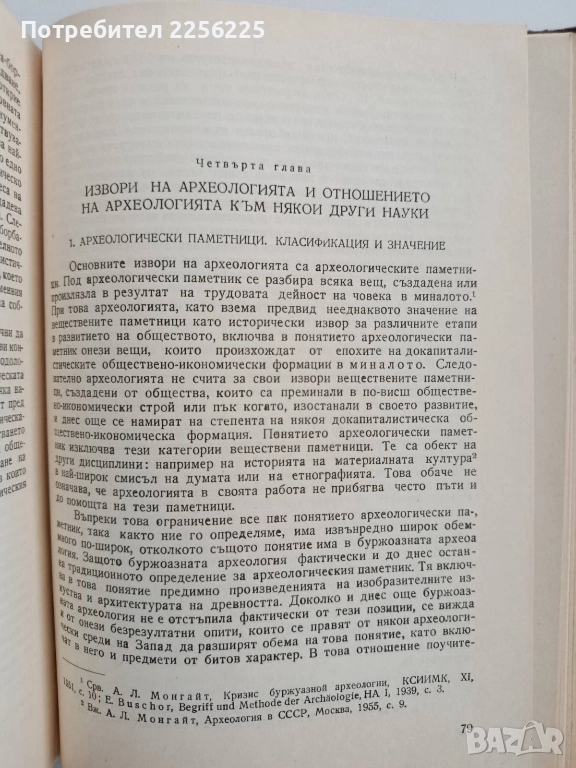 Потребител 2256225
Четвърта глава
ИЗВОРИ НА АРХЕОЛОГИЯТА И ОТНОШЕНИЕТО
НА АРХЕОЛОГИЯТА КЪМ НЯКОИ ДРУГИ НАУКИ
1. АРХЕОЛОГИЧЕСКИ ПАМЕТНИЦИ. КЛАСИФИКАЦИЯ И ЗНАЧЕНИЕ
Основните извори на археологията са археологическите паметни-
ци. Под археологически паметник се разбира всяка вещ, създадена или
произлязла в резултат на трудовата дейност на човека в миналото.¹
При това археологията, като взема предвид нееднаквото значение на
веществените паметници като исторически извор за различните етапи
в развитието на обществото, включва в понятието археологически па-
метник онези вещи, които произхождат от епохите на докапитали-
стическите обществено-икономически формации в миналото. Следо-
вателно археологията не счита за свои извори веществените паметни-
ци, създадени от общества, които са преминали в по-висш обществе-
но-икономически строй или пък когато, изостанали в своето развитие,
и днес още се намират на степента на някоя докапиталистическа об-
ществено-икономическа формация. Понятието археологически памет-
ник изключва тези категории веществени паметници. Те са обект на
други дисциплини: например на историята на материалната култура²
в най-широк смисъл на думата или на етнографията. Това обаче не
означава, че археологията в своята работа не прибягва често пъти и
до помощта на тези паметници.
Въпреки това ограничение все пак понятието археологически па-
метник, така както ние го определяме, има извънредно широк обем,
много по-широк, отколкото същото понятие има в буржоазната архео
логия. Защото буржоазната археология фактически и до днес остан
на традиционното определение за археологическия паметник. Тя включ
ва в това понятие предимно произведенията на изобразителните из
куства и архитектурата на древността. Доколко и днес още буржоаз
ната археология не е отстъпила фактически от тези позиции, се вижда
и от онези безрезултатни опити, които се правят от някои археологи-
чески среди на Запад да разширят обема на това понятие, като включ
чат в него и предмети от битов характер. В това отношение поучите-
¹ Срв. А. Л. Монгайт, Кризис буржуазной археологии, КСИИМК, XI,
1951, с. 10; E. Buschor, Begriff und Methode der Archäologie, HA I, 1939, с. 3.
² Вж. А. Л. Монгайт, Археология в СССР, Москва, 1955, с. 9.
79
bazar